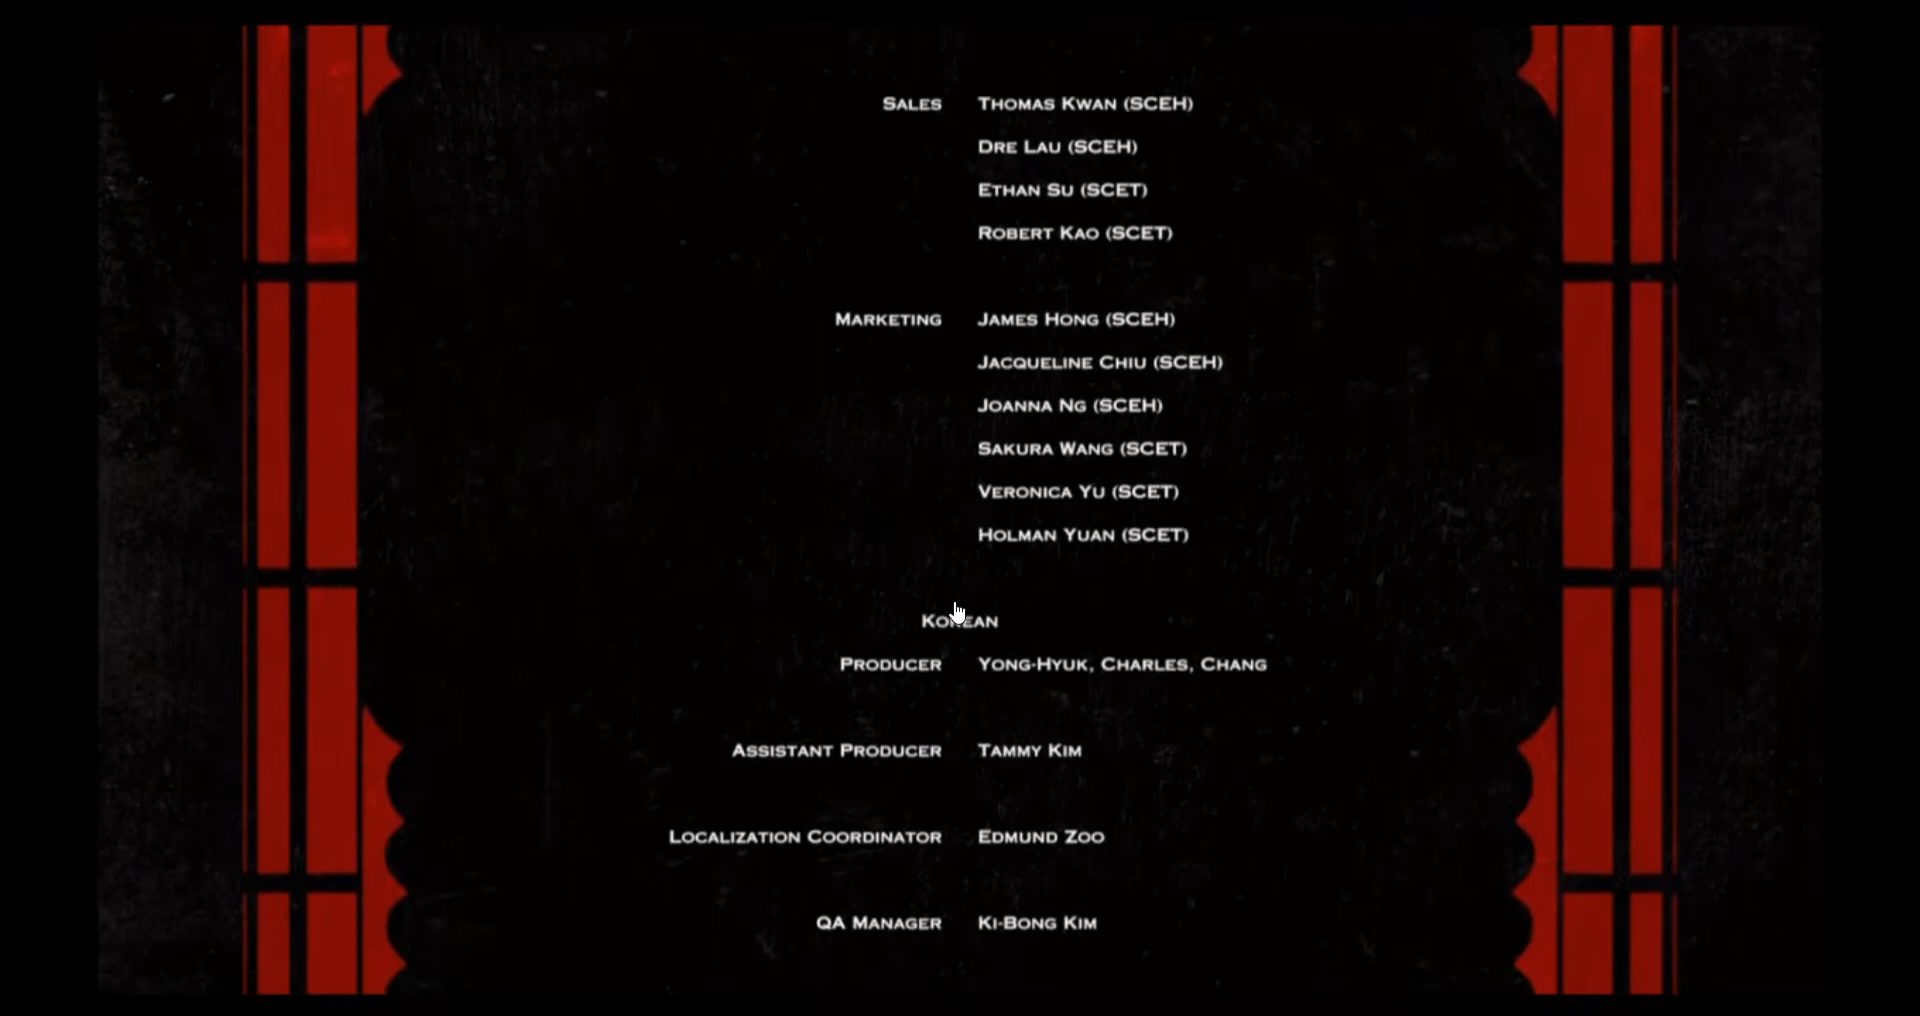 Sales Thomas Kwan (SCEH)
Dre Lau (SCEH)
Ethan Su (SCET)
Robert Kao (SCET)
Marketing James Hong (SCEH)
Jacqueline Chiu (SCEH)
Joanna Ng (SCEH)
Sakura Wang (SCET)
Veronica Yu (SCET)
Holman Yuan (SCET)
Korean
Producer Yong-Hyuk, Charles, Chang
Assistant Producer Tammy Kim
Localization Coordinator Edmund Zoo
QA Manager Ki-Bong Kim